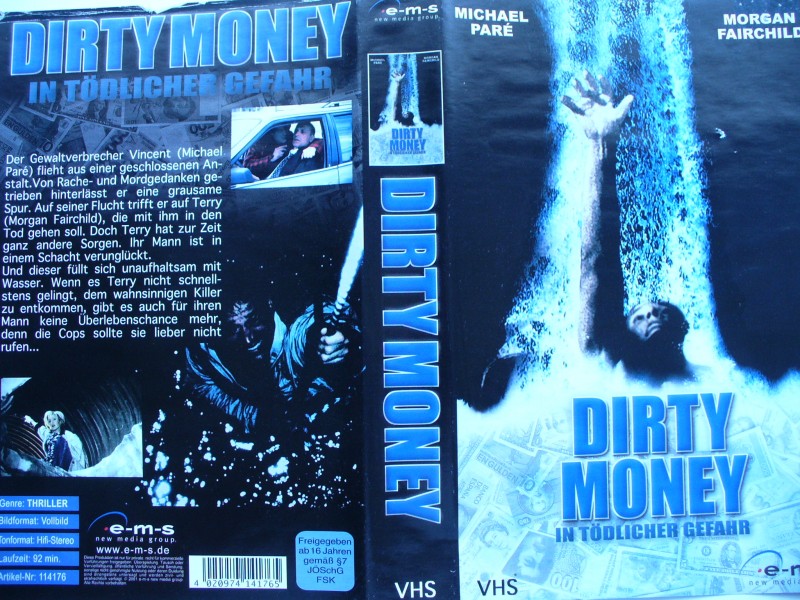 DIRTY MONEY
IN TÖDLICHER GEFAHR
Der Gewaltverbrecher Vincent (Michael
Paré) flieht aus einer geschlossenen An-
stalt.Von Rache- und Mordgedanken ge-
trieben hinterlässt er eine grausame
Spur. Auf seiner Flucht trifft er auf Terry
(Morgan Fairchild), die mit ihm in den
Tod gehen soll. Doch Terry hat zur Zeit
ganz andere Sorgen. Ihr Mann ist in
einem Schacht verunglückt.
Und dieser füllt sich unaufhaltsam mit
Wasser. Wenn es Terry nicht schnell-
stens gelingt, dem wahnsinnigen Killer
zu entkommen, gibt es auch für ihren
Mann keine Überlebenschance mehr,
denn die Cops sollte sie lieber nicht
rufen...
Genre: THRILLER
Bildformat: Vollbild
Tonformat: Hifi-Stereo
Laufzeit: 92 min.
Artikel-Nr: 114176
e-m-s
new media group.
www.e-m-s.de
4 020974 141765
Freigegeben
ab 16 Jahren
gemäß §7
JÖSchG
FSK
e-m-s
new media group.
DIRTY
MONEY
DIRTY MONEY
VHS
MICHAEL
PARÉ
MORGAN
FAIRCHILD
DIRTY
MONEY
IN TÖDLICHER GEFAHR
VHS
e-m-s
new media